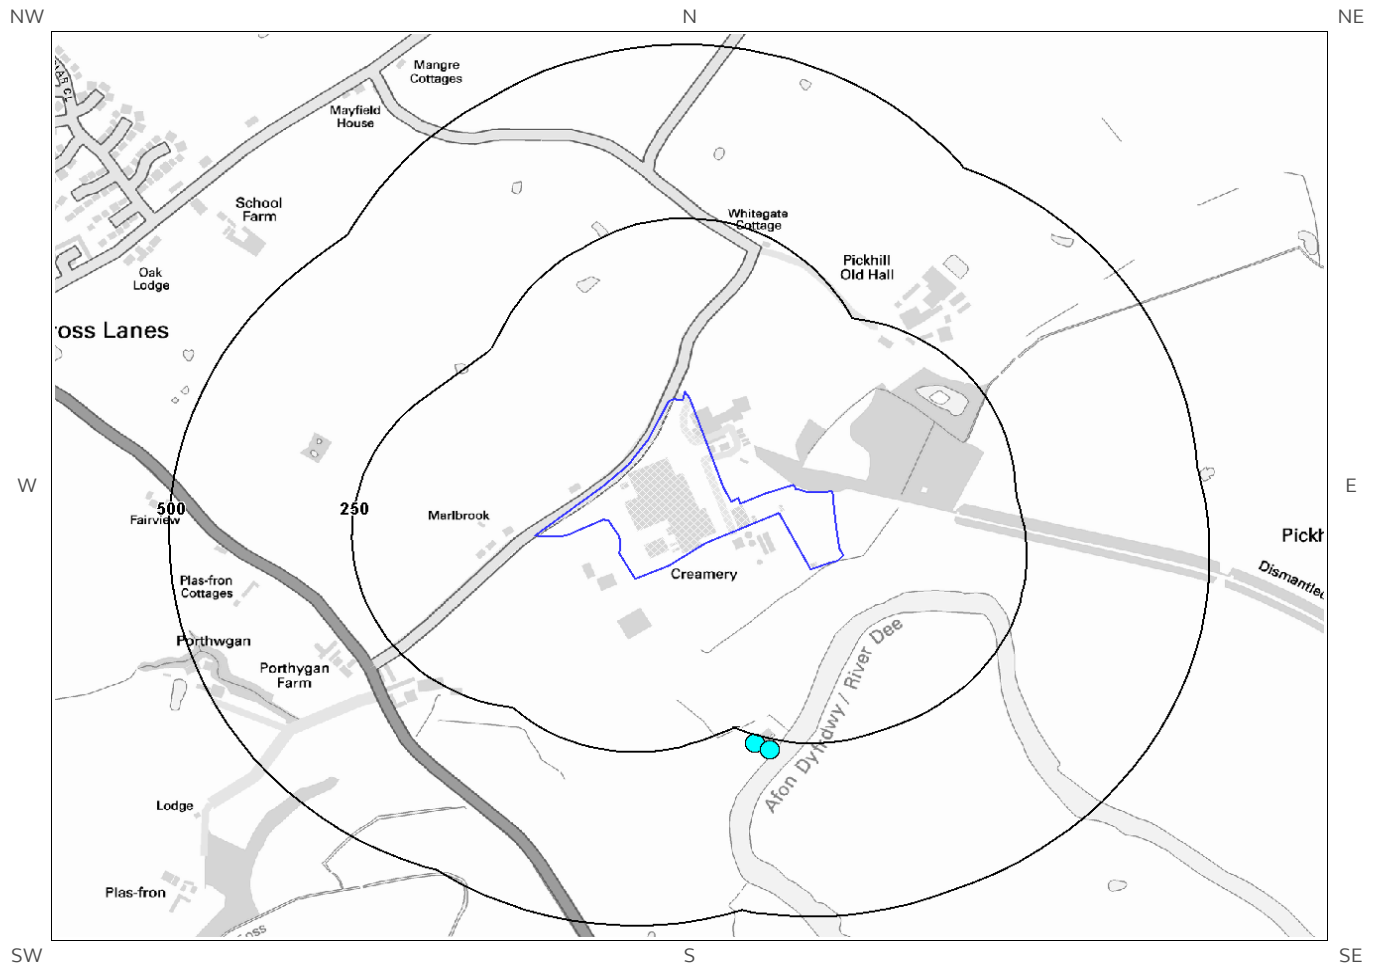 NW
N
NE
Mangre
Cottages
Mayfield
House
School
Farm
Whitegate
Cottage
Oak
Lodge
Pickhill
Old Hall
ross Lanes
W
E
500
250
Fairview
Marlbrook
Pickh
Creamery
Dismantled
Plas-fron
Cottages
Porthwgan
Porthygan
Farm
Afon Dyfrdwy / River Dee
Lodge
Plas-fron
oss
SW
S
SE